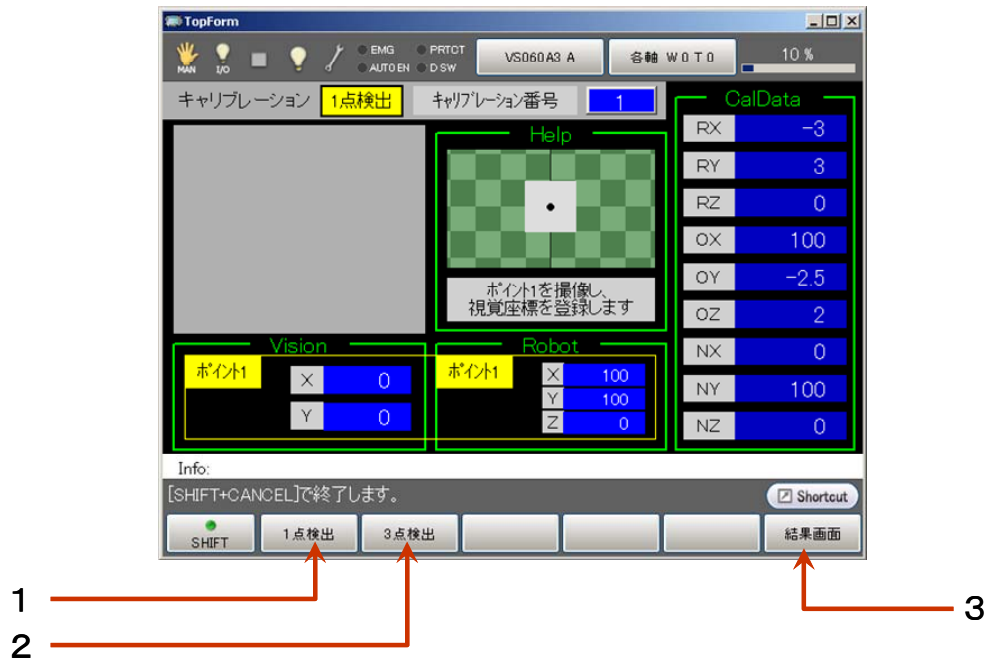 TopForm
MAN I/O EMG AUTO EN PRTCT D SW VS060A3 A 各軸 W 0 T 0 10 %
キャリブレーション 1点検出 キャリブレーション番号 1
CalData
RX -3
RY 3
RZ 0
OX 100
OY -2.5
OZ 2
NX 0
NY 100
NZ 0
Help
ポイント1を撮像し、
視覚座標を登録します
Vision
ポイント1
X 0
Y 0
Robot
ポイント1
X 100
Y 100
Z 0
Info:
[SHIFT+CANCEL]で終了します。
Shortcut
SHIFT 1点検出 3点検出 結果画面
1
2
3